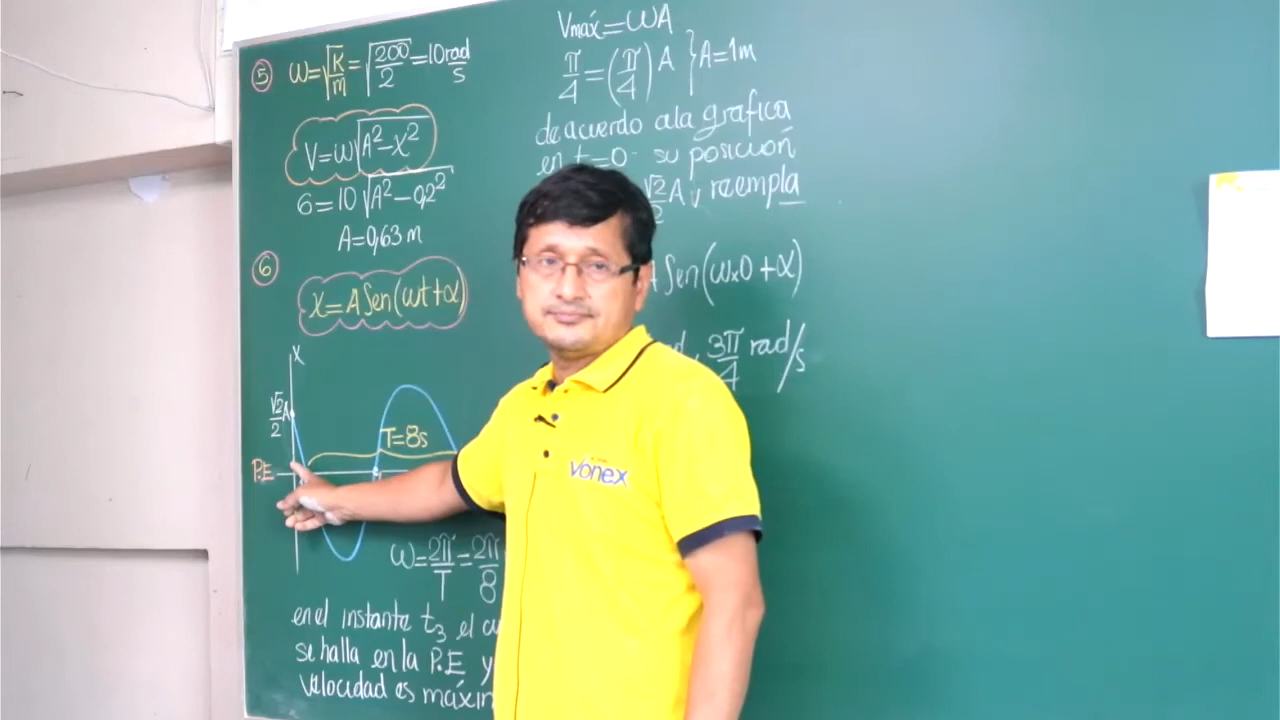 ⑤ ω=√(K/m)=√(200/2)=10 rad/s
V=ω√(A²-X²)
6=10√(A²-0,2²)
A=0,63 m
⑥ X=A Sen(ωt+α)
X
√2/2 A
T=8s
P.E
ω=2π/T=2π/8
en el instante t₃ el
se halla en la P.E y
velocidad es máxim
Vmáx=ωA
π/4=(π/4)A } A=1m
de acuerdo a la grafica
en t=0 su posición
√2/2 A, reempla
Sen(ωx0+α)
3π/4 rad/s
vonex